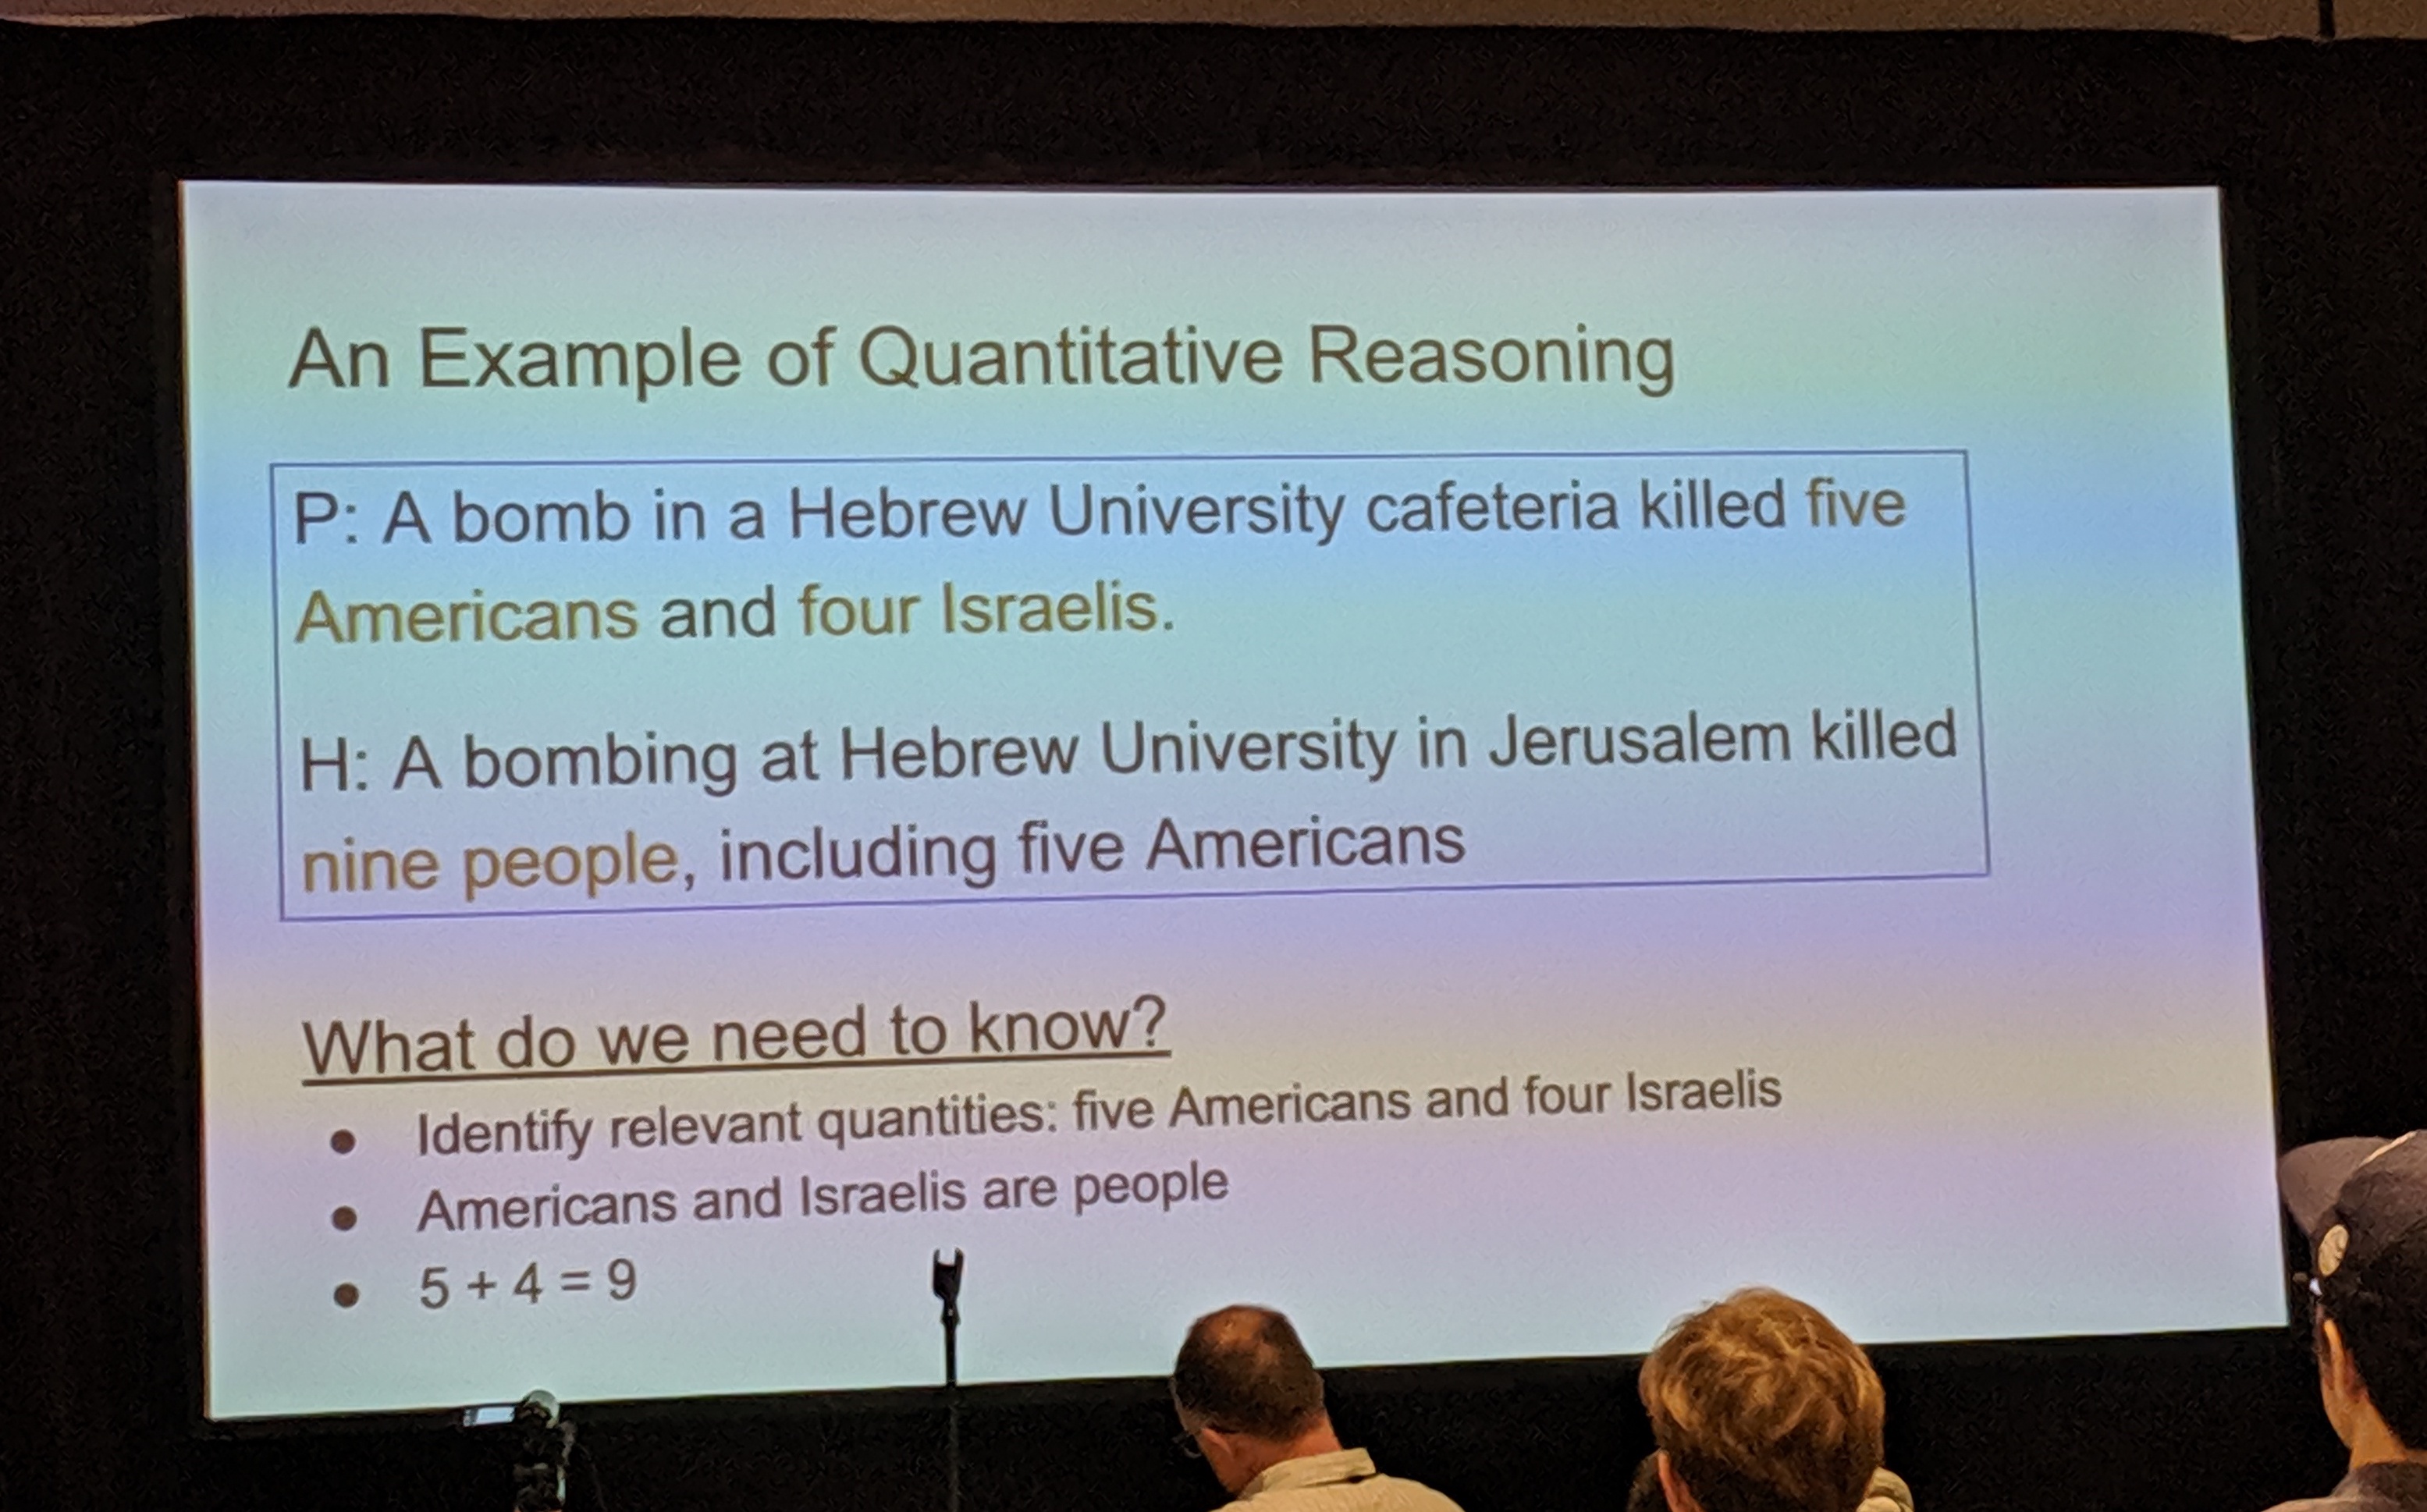 An Example of Quantitative Reasoning
P: A bomb in a Hebrew University cafeteria killed five
Americans and four Israelis.
H: A bombing at Hebrew University in Jerusalem killed
nine people, including five Americans
What do we need to know?
● Identify relevant quantities: five Americans and four Israelis
● Americans and Israelis are people
● 5 + 4 = 9